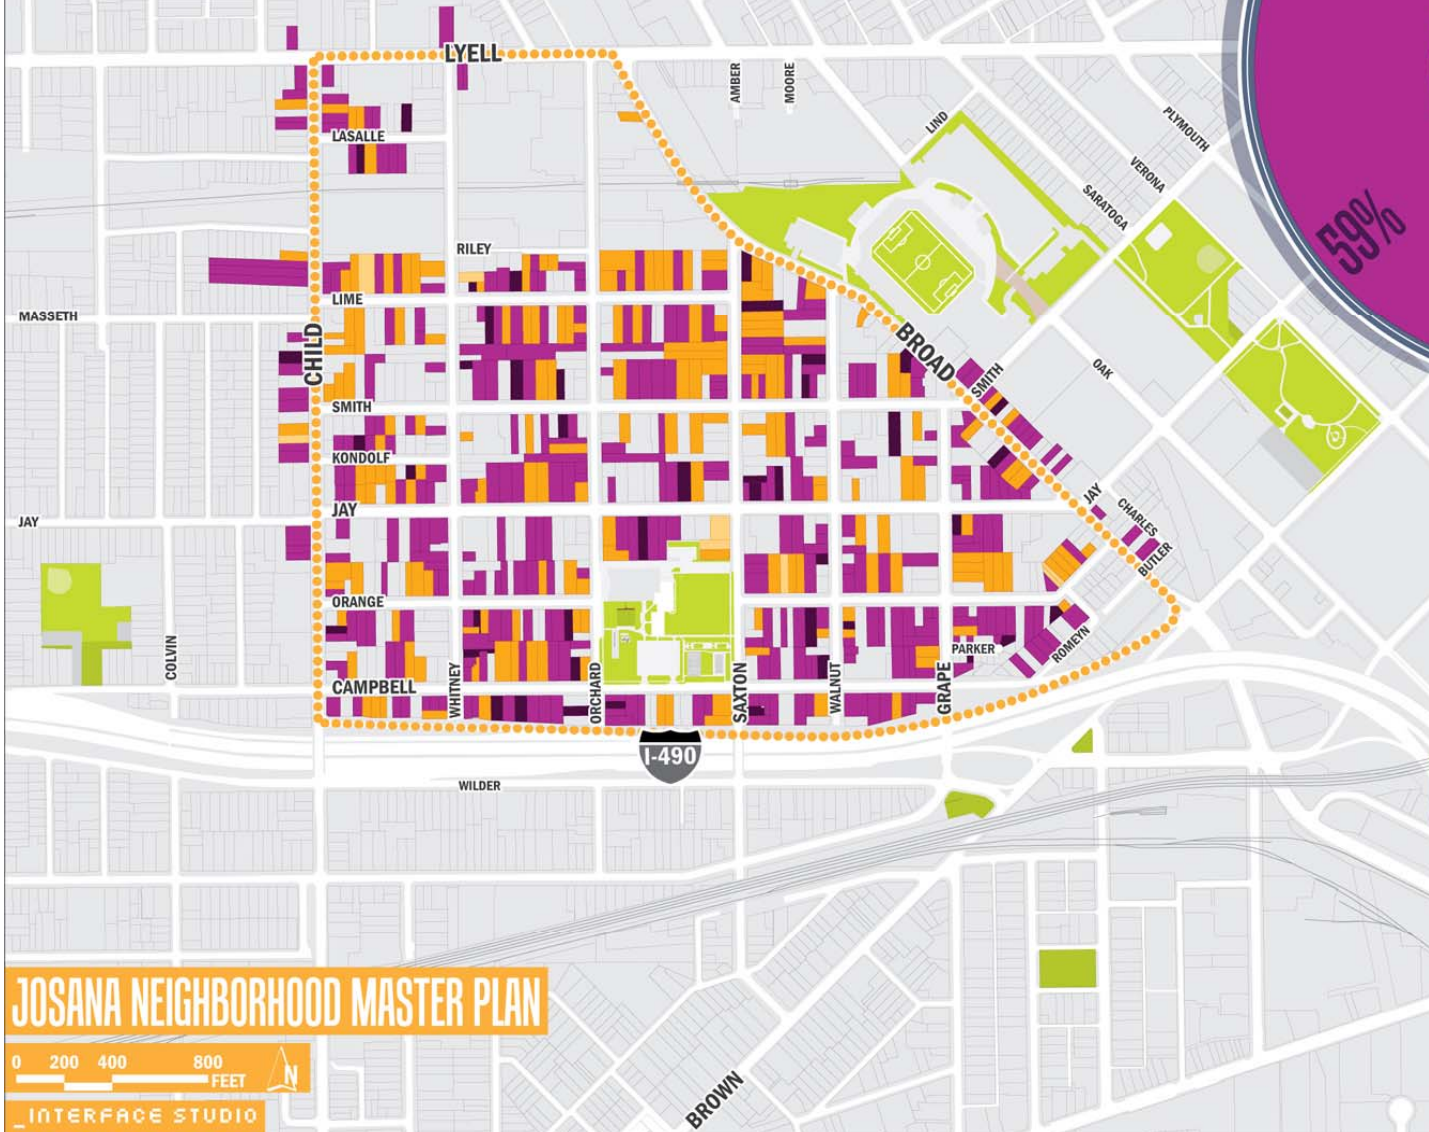 LYELL
AMBER
MOORE
LIND
PLYMOUTH
VERONA
SARATOGA
59%
LASALLE
RILEY
LIME
MASSETH
CHILD
BROAD
SMITH
OAK
SMITH
KONDOLF
JAY
JAY
JAY
CHARLES
BUTLER
ORANGE
COLVIN
CAMPBELL
WHITNEY
ORCHARD
SAXTON
WALNUT
GRAPE
PARKER
ROMEYN
I-490
WILDER
JOSANA NEIGHBORHOOD MASTER PLAN
0 200 400 800
FEET
N
_INTERFACE STUDIO
BROWN